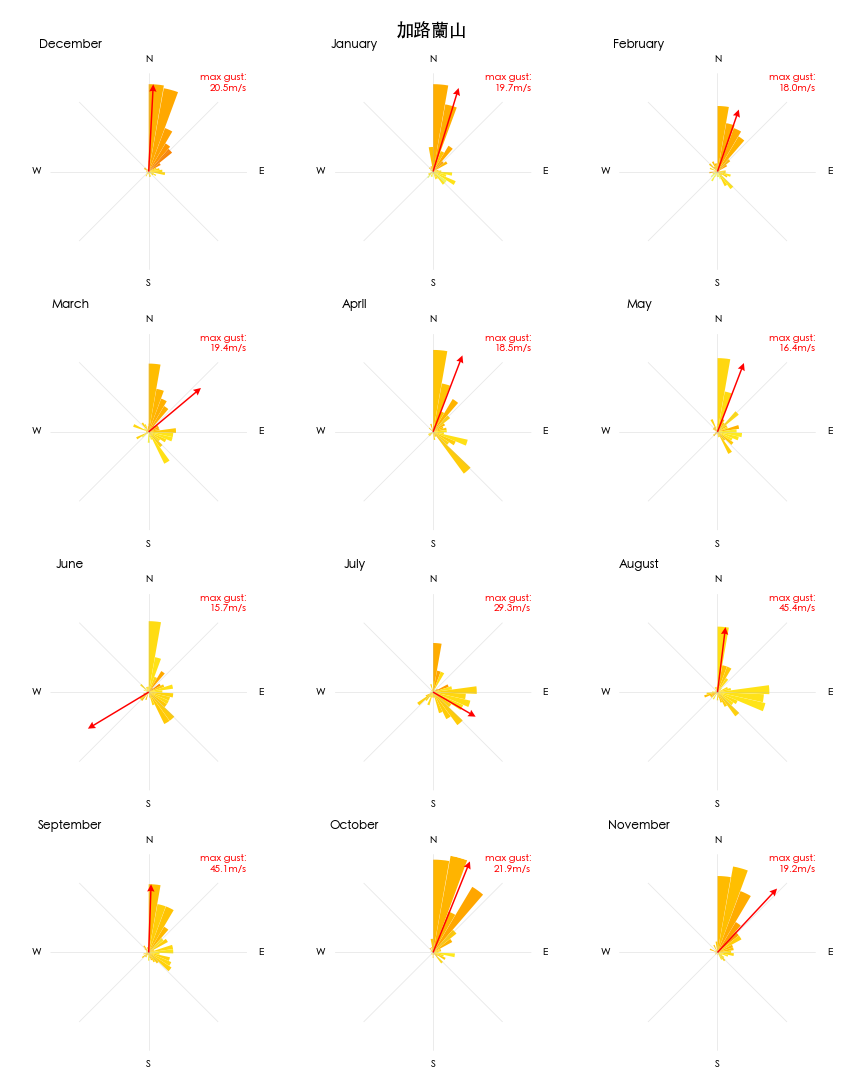 加路蘭山
December
January
February
N
N
N
max gust:
20.5m/s
max gust:
19.7m/s
max gust:
18.0m/s
W
E
W
E
W
E
S
S
S
March
April
May
N
N
N
max gust:
19.4m/s
max gust:
18.5m/s
max gust:
16.4m/s
W
E
W
E
W
E
S
S
S
June
July
August
N
N
N
max gust:
15.7m/s
max gust:
29.3m/s
max gust:
45.4m/s
W
E
W
E
W
E
S
S
S
September
October
November
N
N
N
max gust:
45.1m/s
max gust:
21.9m/s
max gust:
19.2m/s
W
E
W
E
W
E
S
S
S